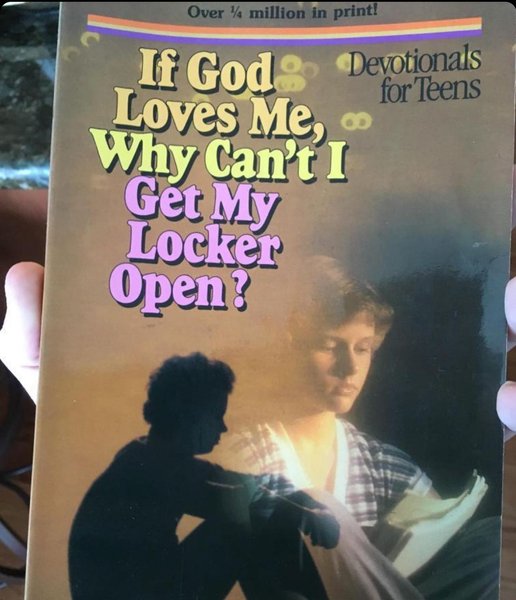 Over ¼ million in print!
Devotionals
for Teens
If God
Loves Me,
Why Can't I
Get My
Locker
Open?